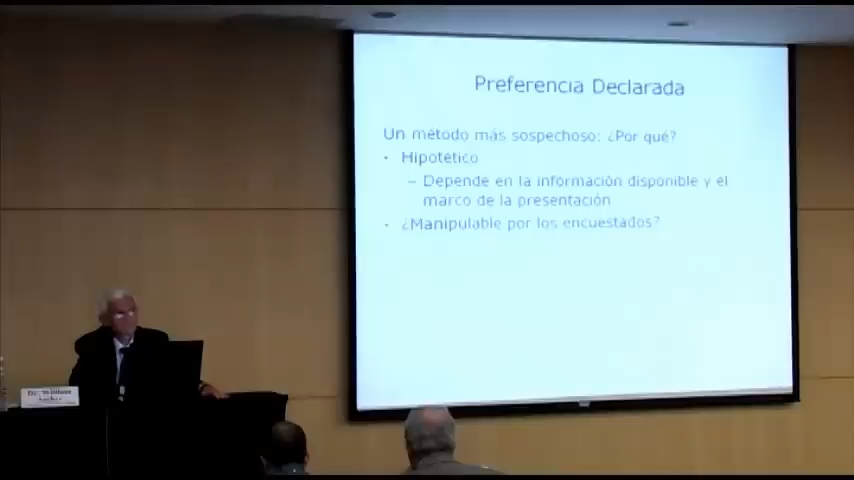 Preferencia Declarada
Un método más sospechoso: ¿Por qué?
• Hipotético
– Depende en la información disponible y el
marco de la presentación
• ¿Manipulable por los encuestados?
Dr.